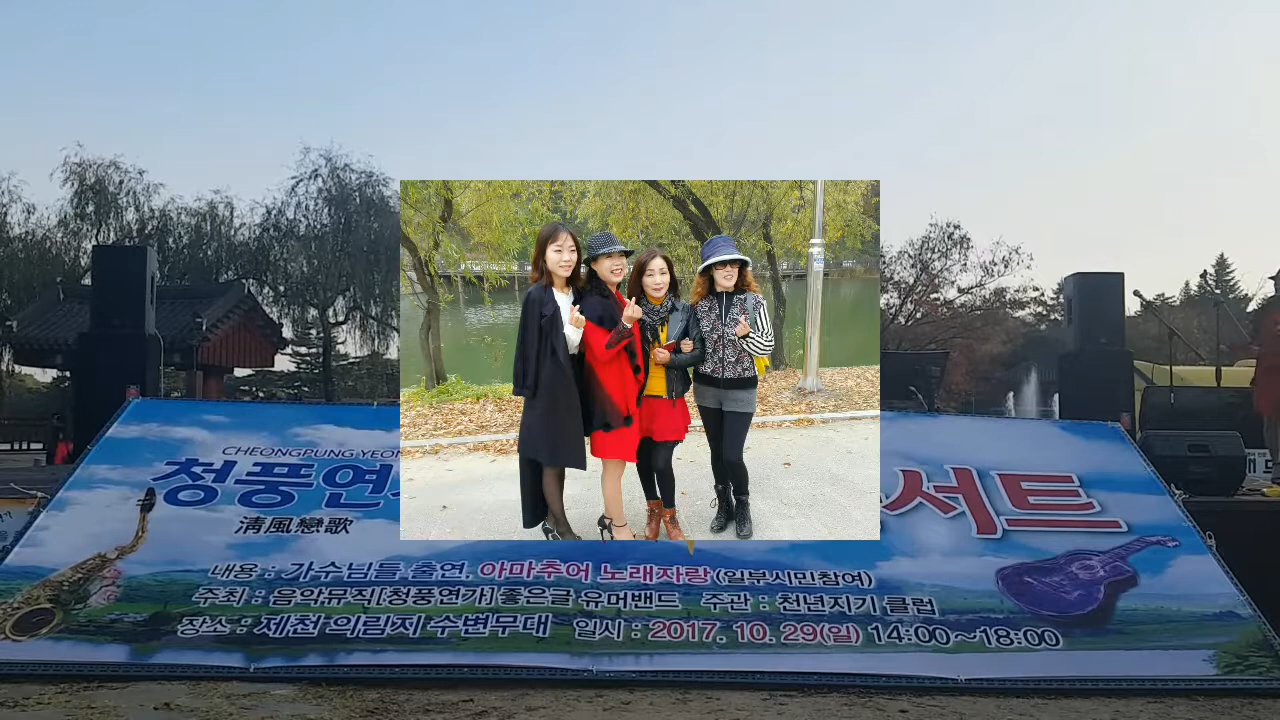 CHEONGPUNG YEON
청풍연 서트
淸風戀歌
내용 : 가수님들 출연, 아마추어 노래자랑(일부시민참여)
주최 : 음악뮤직[청풍연가]좋은글 유머밴드 주관 : 천년지기 클럽
장소 : 제천 의림지 수변무대 일시 : 2017. 10. 29(일) 14:00~18:00